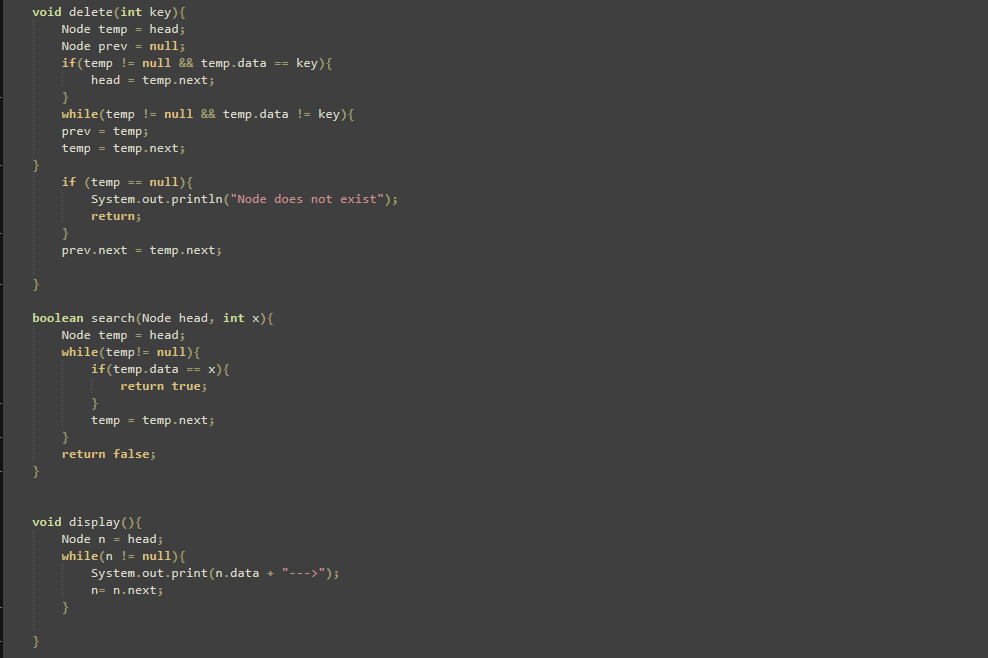 void delete(int key){
Node temp = head;
Node prev = null;
if(temp != null && temp.data == key){
head = temp.next;
}
while(temp != null && temp.data != key){
prev = temp;
temp = temp.next;
}
if (temp == null){
System.out.println("Node does not exist");
return;
}
prev.next = temp.next;
}
boolean search(Node head, int x){
Node temp = head;
while(temp!= null){
if(temp.data == x){
return true;
}
temp = temp.next;
}
return false;
}
void display(){
Node n = head;
while(n != null){
System.out.print(n.data + "--->");
n= n.next;
}
}